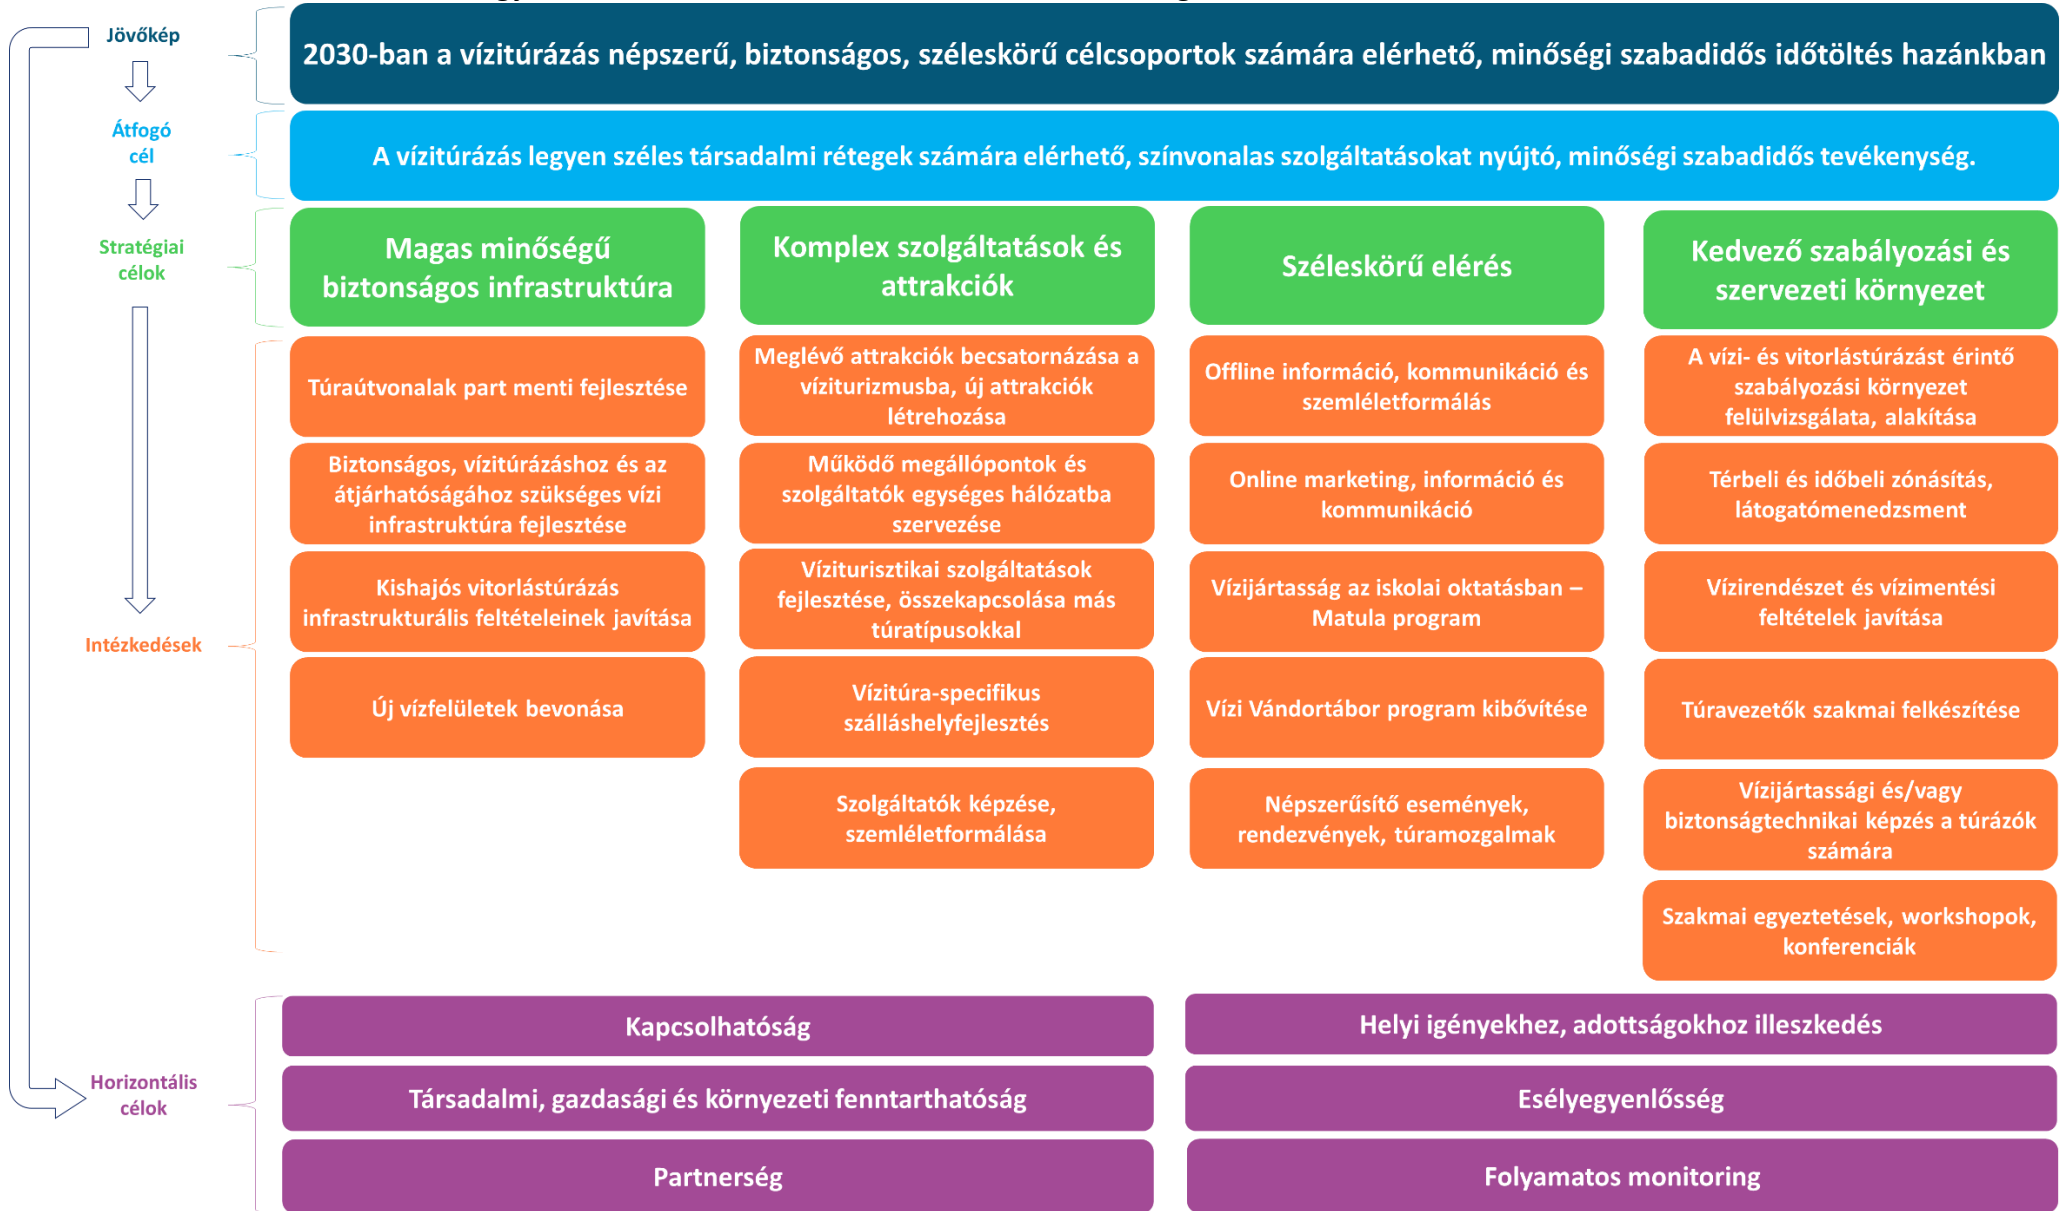 Jövőkép
2030-ban a vízitúrázás népszerű, biztonságos, széleskörű célcsoportok számára elérhető, minőségi szabadidős időtöltés hazánkban
Átfogó
cél
A vízitúrázás legyen széles társadalmi rétegek számára elérhető, színvonalas szolgáltatásokat nyújtó, minőségi szabadidős tevékenység.
Stratégiai
célok
Magas minőségű
biztonságos infrastruktúra
Komplex szolgáltatások és
attrakciók
Széleskörű elérés
Kedvező szabályozási és
szervezeti környezet
Intézkedések
Túraútvonalak part menti fejlesztése
Biztonságos, vízitúrázáshoz és az
átjárhatóságához szükséges vízi
infrastruktúra fejlesztése
Kishajós vitorlástúrázás
infrastrukturális feltételeinek javítása
Új vízfelületek bevonása
Meglévő attrakciók becsatornázása a
víziturizmusba, új attrakciók
létrehozása
Működő megállópontok és
szolgáltatók egységes hálózatba
szervezése
Víziturisztikai szolgáltatások
fejlesztése, összekapcsolása más
túratípusokkal
Vízitúra-specifikus
szálláshelyfejlesztés
Szolgáltatók képzése,
szemléletformálása
Offline információ, kommunikáció és
szemléletformálás
Online marketing, információ és
kommunikáció
Vízijártasság az iskolai oktatásban –
Matula program
Vízi Vándortábor program kibővítése
Népszerűsítő események,
rendezvények, túramozgalmak
A vízi- és vitorlástúrázást érintő
szabályozási környezet
felülvizsgálata, alakítása
Térbeli és időbeli zónásítás,
látogatómenedzsment
Vízirendészet és vízimentési
feltételek javítása
Túravezetők szakmai felkészítése
Vízijártassági és/vagy
biztonságtechnikai képzés a túrázók
számára
Szakmai egyeztetések, workshopok,
konferenciák
Horizontális
célok
Kapcsolhatóság
Helyi igényekhez, adottságokhoz illeszkedés
Társadalmi, gazdasági és környezeti fenntarthatóság
Esélyegyenlősség
Partnerség
Folyamatos monitoring